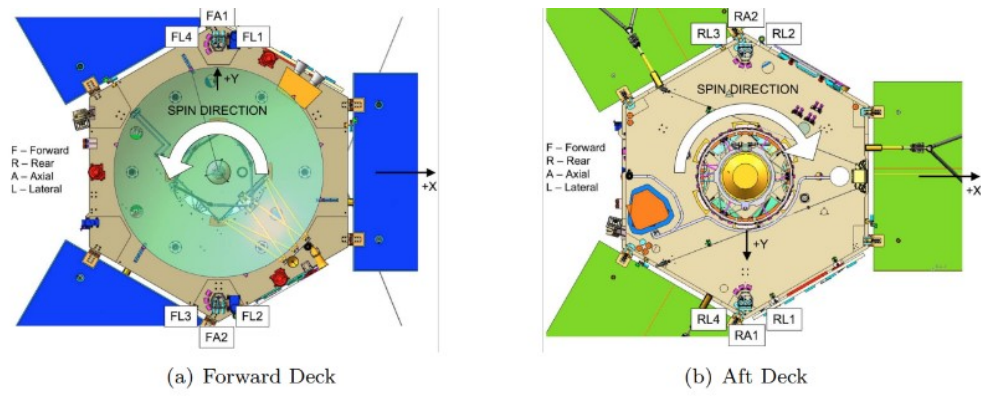 FA1
FL4 FL1
+Y
SPIN DIRECTION
F – Forward
R – Rear
A – Axial
L – Lateral
+X
FL3 FL2
FA2
(a) Forward Deck
RA2
RL3 RL2
SPIN DIRECTION
F – Forward
R – Rear
A – Axial
L – Lateral
+X
+Y
RL4 RL1
RA1
(b) Aft Deck